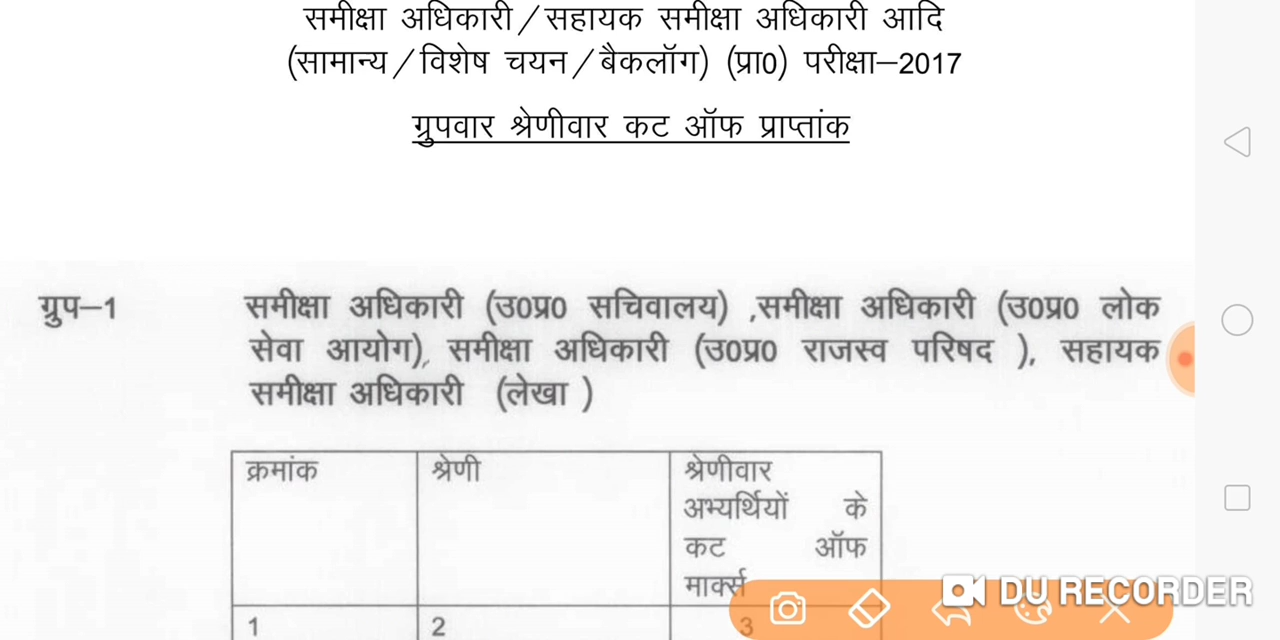 समीक्षा अधिकारी/सहायक समीक्षा अधिकारी आदि
(सामान्य/विशेष चयन/बैकलॉग) (प्रा0) परीक्षा–2017
ग्रुपवार श्रेणीवार कट ऑफ प्राप्तांक
ग्रुप–1 समीक्षा अधिकारी (उ0प्र0 सचिवालय) ,समीक्षा अधिकारी (उ0प्र0 लोक
सेवा आयोग), समीक्षा अधिकारी (उ0प्र0 राजस्व परिषद ), सहायक
समीक्षा अधिकारी (लेखा )
क्रमांक श्रेणी श्रेणीवार
अभ्यर्थियों के
कट ऑफ
मार्क्स
1 2 3
DU RECORDER